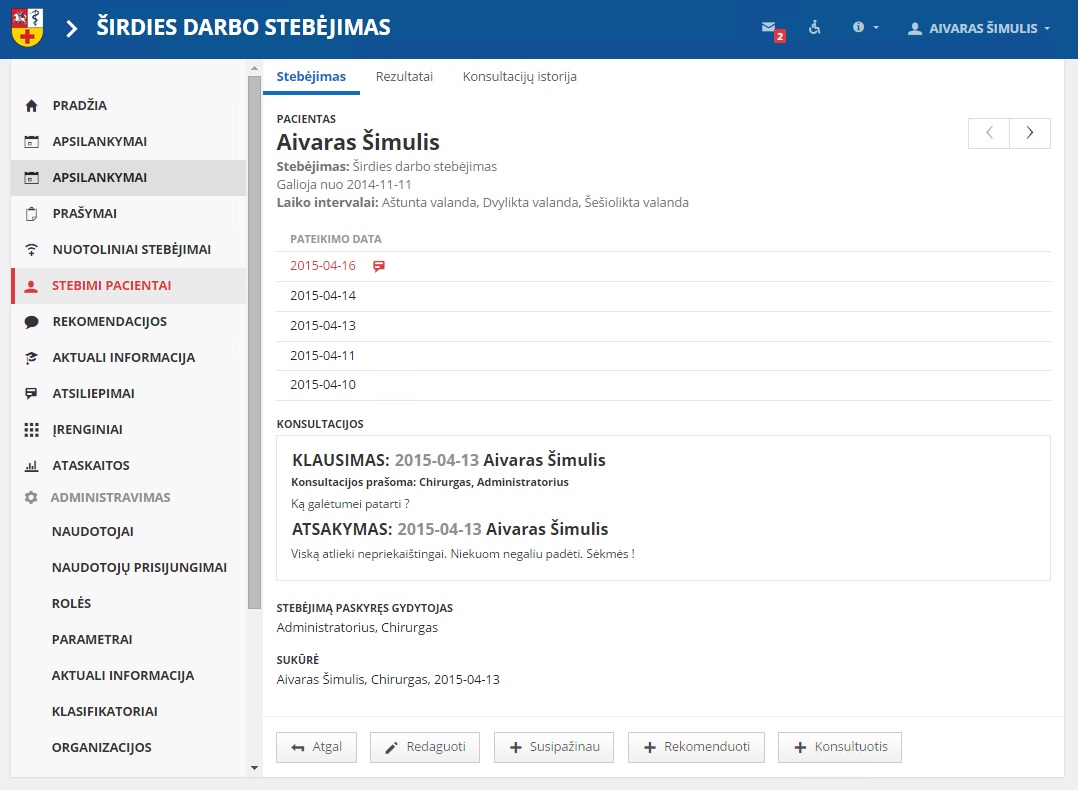 ŠIRDIES DARBO STEBĖJIMAS
2
AIVARAS ŠIMULIS
PRADŽIA
APSILANKYMAI
APSILANKYMAI
PRAŠYMAI
NUOTOLINIAI STEBĖJIMAI
STEBIMI PACIENTAI
REKOMENDACIJOS
AKTUALI INFORMACIJA
ATSILIEPIMAI
ĮRENGINIAI
ATASKAITOS
ADMINISTRAVIMAS
NAUDOTOJAI
NAUDOTOJŲ PRISIJUNGIMAI
ROLĖS
PARAMETRAI
AKTUALI INFORMACIJA
KLASIFIKATORIAI
ORGANIZACIJOS
Stebėjimas Rezultatai Konsultacijų istorija
PACIENTAS
Aivaras Šimulis
Stebėjimas: Širdies darbo stebėjimas
Galioja nuo 2014-11-11
Laiko intervalai: Aštunta valanda, Dvylikta valanda, Šešiolikta valanda
PATEIKIMO DATA
2015-04-16
2015-04-14
2015-04-13
2015-04-11
2015-04-10
KONSULTACIJOS
KLAUSIMAS: 2015-04-13 Aivaras Šimulis
Konsultacijos prašoma: Chirurgas, Administratorius
Ką galėtumei patarti ?
ATSAKYMAS: 2015-04-13 Aivaras Šimulis
Viską atlieki nepriekaištingai. Niekuom negaliu padėti. Sėkmės !
STEBĖJIMĄ PASKYRĘS GYDYTOJAS
Administratorius, Chirurgas
SUKŪRĖ
Aivaras Šimulis, Chirurgas, 2015-04-13
Atgal Redaguoti Susipažinau Rekomenduoti Konsultuotis